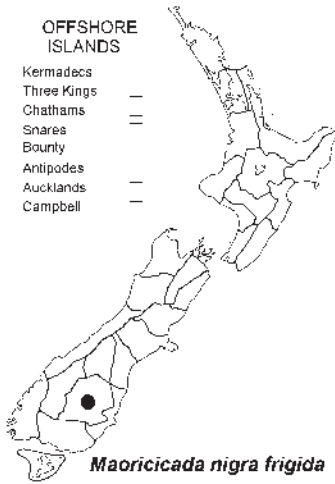 OFFSHORE
ISLANDS
Kermadecs
Three Kings
Chathams
Snares
Bounty
Antipodes
Aucklands
Campbell
Maoricicada nigra frigida